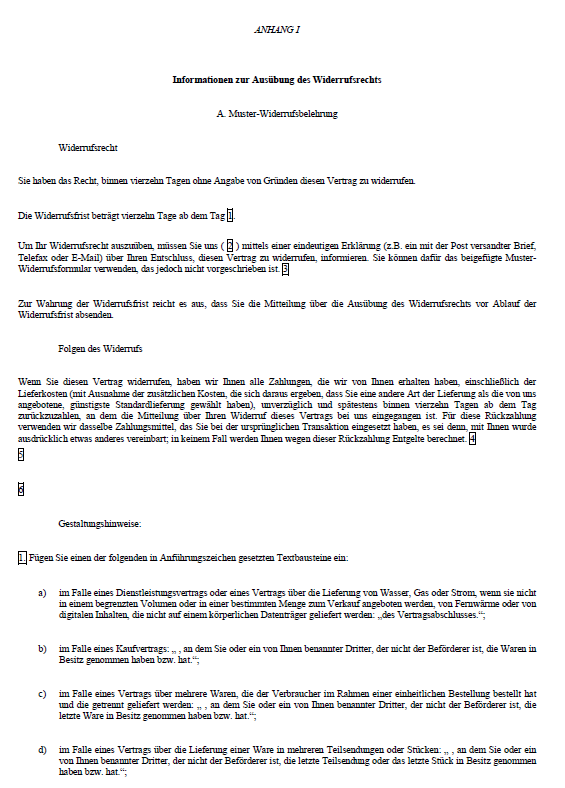 ANHANG I
Informationen zur Ausübung des Widerrufsrechts
A. Muster-Widerrufsbelehrung
Widerrufsrecht
Sie haben das Recht, binnen vierzehn Tagen ohne Angabe von Gründen diesen Vertrag zu widerrufen.
Die Widerrufsfrist beträgt vierzehn Tage ab dem Tag 1.
Um Ihr Widerrufsrecht auszuüben, müssen Sie uns ( 2 ) mittels einer eindeutigen Erklärung (z.B. ein mit der Post versandter Brief,
Telefax oder E-Mail) über Ihren Entschluss, diesen Vertrag zu widerrufen, informieren. Sie können dafür das beigefügte Muster-
Widerrufsformular verwenden, das jedoch nicht vorgeschrieben ist. 3
Zur Wahrung der Widerrufsfrist reicht es aus, dass Sie die Mitteilung über die Ausübung des Widerrufsrechts vor Ablauf der
Widerrufsfrist absenden.
Folgen des Widerrufs
Wenn Sie diesen Vertrag widerrufen, haben wir Ihnen alle Zahlungen, die wir von Ihnen erhalten haben, einschließlich der
Lieferkosten (mit Ausnahme der zusätzlichen Kosten, die sich daraus ergeben, dass Sie eine andere Art der Lieferung als die von uns
angebotene, günstigste Standardlieferung gewählt haben), unverzüglich und spätestens binnen vierzehn Tagen ab dem Tag
zurückzuzahlen, an dem die Mitteilung über Ihren Widerruf dieses Vertrags bei uns eingegangen ist. Für diese Rückzahlung
verwenden wir dasselbe Zahlungsmittel, das Sie bei der ursprünglichen Transaktion eingesetzt haben, es sei denn, mit Ihnen wurde
ausdrücklich etwas anderes vereinbart; in keinem Fall werden Ihnen wegen dieser Rückzahlung Entgelte berechnet. 4
5
6
Gestaltungshinweise:
1. Fügen Sie einen der folgenden in Anführungszeichen gesetzten Textbausteine ein:
a) im Falle eines Dienstleistungsvertrags oder eines Vertrags über die Lieferung von Wasser, Gas oder Strom, wenn sie nicht
in einem begrenzten Volumen oder in einer bestimmten Menge zum Verkauf angeboten werden, von Fernwärme oder von
digitalen Inhalten, die nicht auf einem körperlichen Datenträger geliefert werden: „des Vertragsabschlusses.“;
b) im Falle eines Kaufvertrags: „ , an dem Sie oder ein von Ihnen benannter Dritter, der nicht der Beförderer ist, die Waren in
Besitz genommen haben bzw. hat.“;
c) im Falle eines Vertrags über mehrere Waren, die der Verbraucher im Rahmen einer einheitlichen Bestellung bestellt hat
und die getrennt geliefert werden: „ , an dem Sie oder ein von Ihnen benannter Dritter, der nicht der Beförderer ist, die
letzte Ware in Besitz genommen haben bzw. hat.“;
d) im Falle eines Vertrags über die Lieferung einer Ware in mehreren Teilsendungen oder Stücken: „ , an dem Sie oder ein
von Ihnen benannter Dritter, der nicht der Beförderer ist, die letzte Teilsendung oder das letzte Stück in Besitz genommen
haben bzw. hat.“;